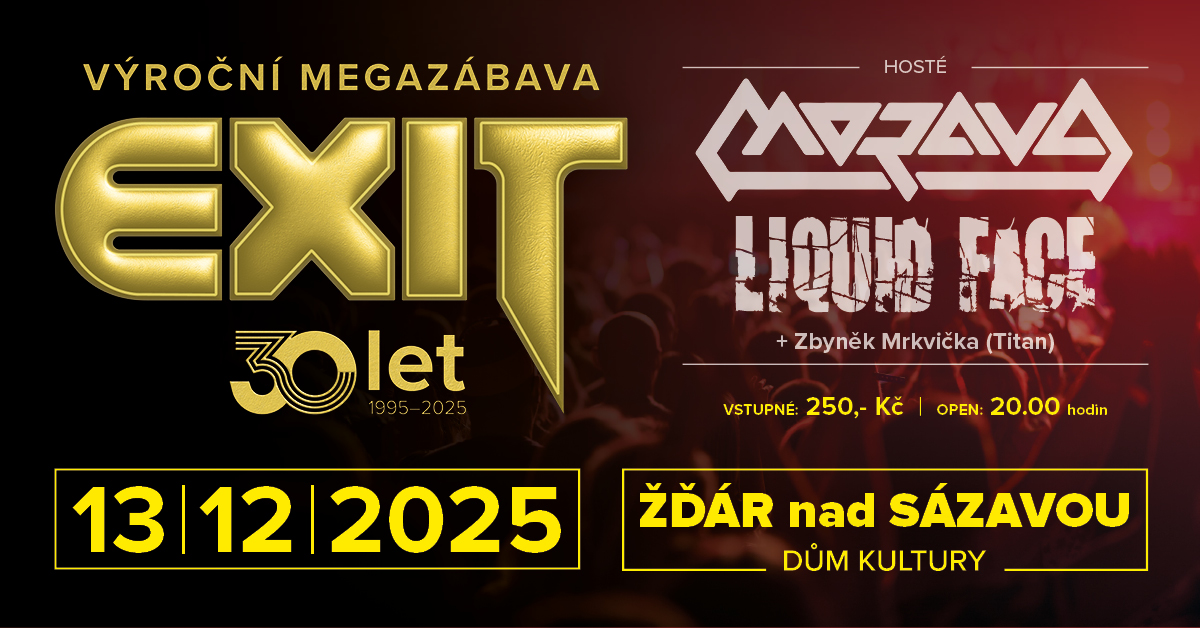 VÝROČNÍ MEGAZÁBAVA
EXIT
30 let
1995–2025
HOSTÉ
MORAVA
LIQUID FACE
+ Zbyněk Mrkvička (Titan)
VSTUPNÉ: 250,- Kč | OPEN: 20.00 hodin
13|12|2025
ŽĎÁR nad SÁZAVOU
DŮM KULTURY